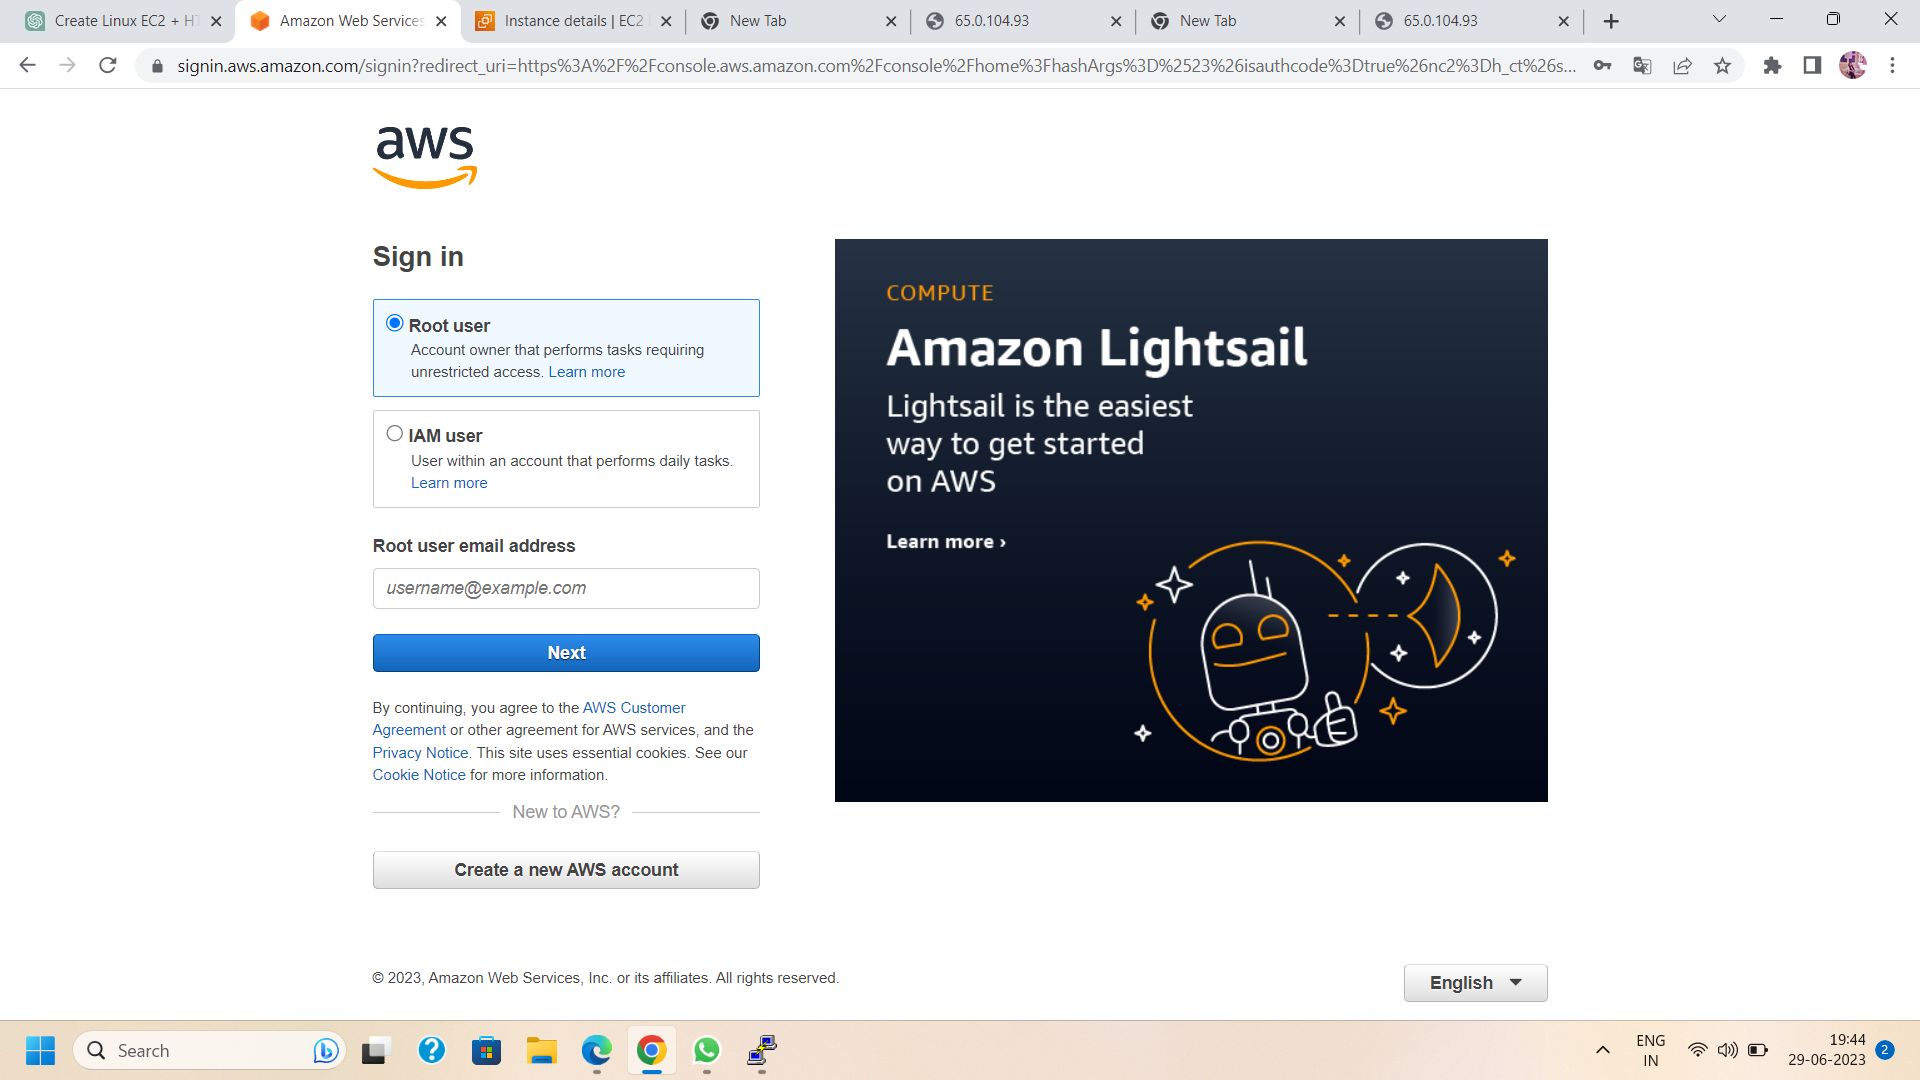 Create Linux EC2 + HT
Amazon Web Services
Instance details | EC2
New Tab
65.0.104.93
New Tab
65.0.104.93
signin.aws.amazon.com/signin?redirect_uri=https%3A%2F%2Fconsole.aws.amazon.com%2Fconsole%2Fhome%3FhashArgs%3D%2523%26isauthcode%3Dtrue%26nc2%3Dh_ct%26s...
aws
Sign in
Root user
Account owner that performs tasks requiring
unrestricted access. Learn more
IAM user
User within an account that performs daily tasks.
Learn more
Root user email address
username@example.com
Next
By continuing, you agree to the AWS Customer
Agreement or other agreement for AWS services, and the
Privacy Notice. This site uses essential cookies. See our
Cookie Notice for more information.
New to AWS?
Create a new AWS account
COMPUTE
Amazon Lightsail
Lightsail is the easiest
way to get started
on AWS
Learn more ›
© 2023, Amazon Web Services, Inc. or its affiliates. All rights reserved.
English
Search
ENG
IN
19:44
29-06-2023
2